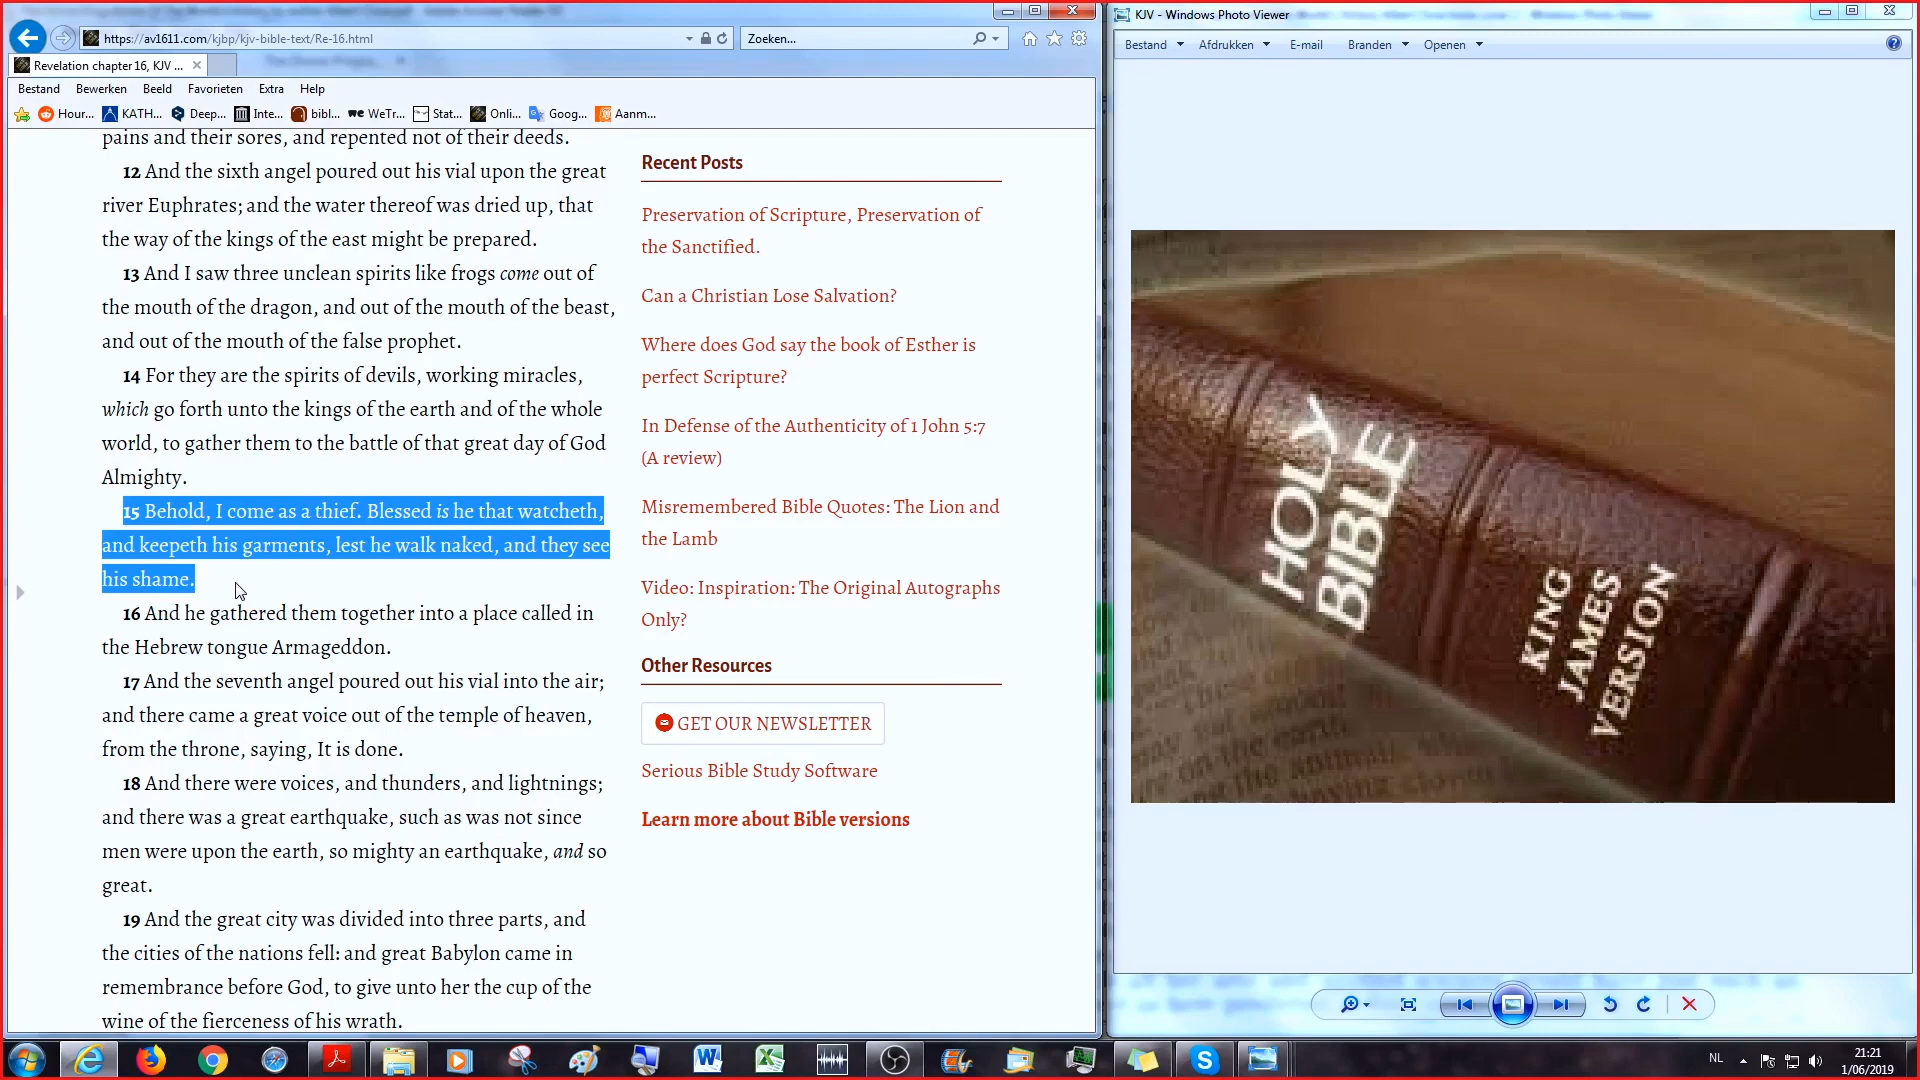 https://av1611.com/kjbp/kjv-bible-text/Re-16.html
Zoeken...
Revelation chapter 16, KJV ...
Bestand Bewerken Beeld Favorieten Extra Help
Hour... KATH... Deep... Inte... bibl... WeTr... Stat... Onli... Goog... Aanm...
pains and their sores, and repented not of their deeds.
12 And the sixth angel poured out his vial upon the great
river Euphrates; and the water thereof was dried up, that
the way of the kings of the east might be prepared.
13 And I saw three unclean spirits like frogs come out of
the mouth of the dragon, and out of the mouth of the beast,
and out of the mouth of the false prophet.
14 For they are the spirits of devils, working miracles,
which go forth unto the kings of the earth and of the whole
world, to gather them to the battle of that great day of God
Almighty.
15 Behold, I come as a thief. Blessed is he that watcheth,
and keepeth his garments, lest he walk naked, and they see
his shame.
16 And he gathered them together into a place called in
the Hebrew tongue Armageddon.
17 And the seventh angel poured out his vial into the air;
and there came a great voice out of the temple of heaven,
from the throne, saying, It is done.
18 And there were voices, and thunders, and lightnings;
and there was a great earthquake, such as was not since
men were upon the earth, so mighty an earthquake, and so
great.
19 And the great city was divided into three parts, and
the cities of the nations fell: and great Babylon came in
remembrance before God, to give unto her the cup of the
wine of the fierceness of his wrath.
Recent Posts
Preservation of Scripture, Preservation of
the Sanctified.
Can a Christian Lose Salvation?
Where does God say the book of Esther is
perfect Scripture?
In Defense of the Authenticity of 1 John 5:7
(A review)
Misremembered Bible Quotes: The Lion and
the Lamb
Video: Inspiration: The Original Autographs
Only?
Other Resources
GET OUR NEWSLETTER
Serious Bible Study Software
Learn more about Bible versions
KJV - Windows Photo Viewer
Bestand Afdrukken E-mail Branden Openen
HOLY
BIBLE
KING
JAMES
VERSION
NL
21:21
1/06/2019